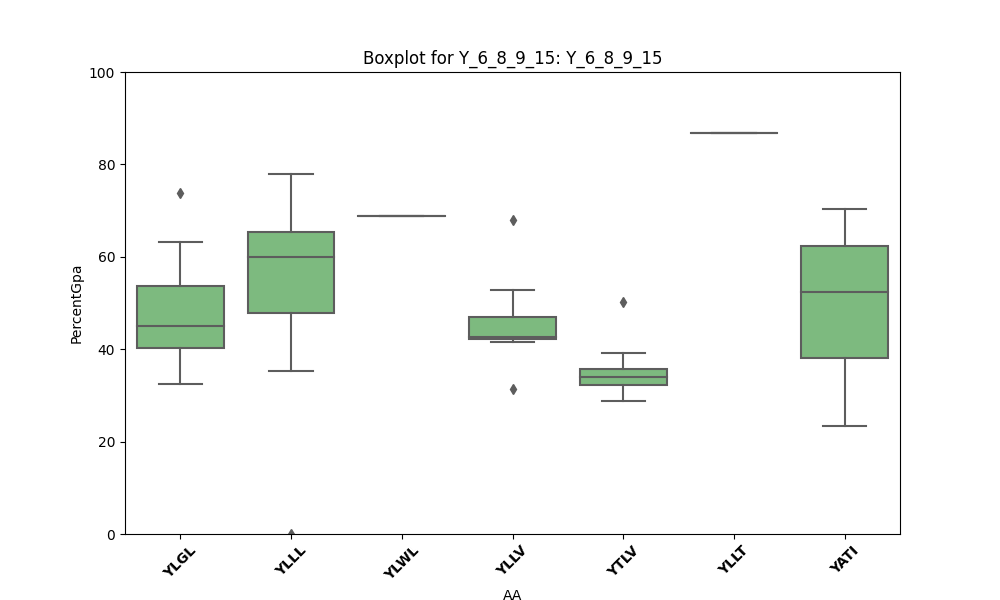 Boxplot for Y_6_8_9_15: Y_6_8_9_15
100
80
60
40
20
0
PercentGpa
YLGL
YLLL
YLWL
YLLV
YTLV
YLLT
YATI
AA